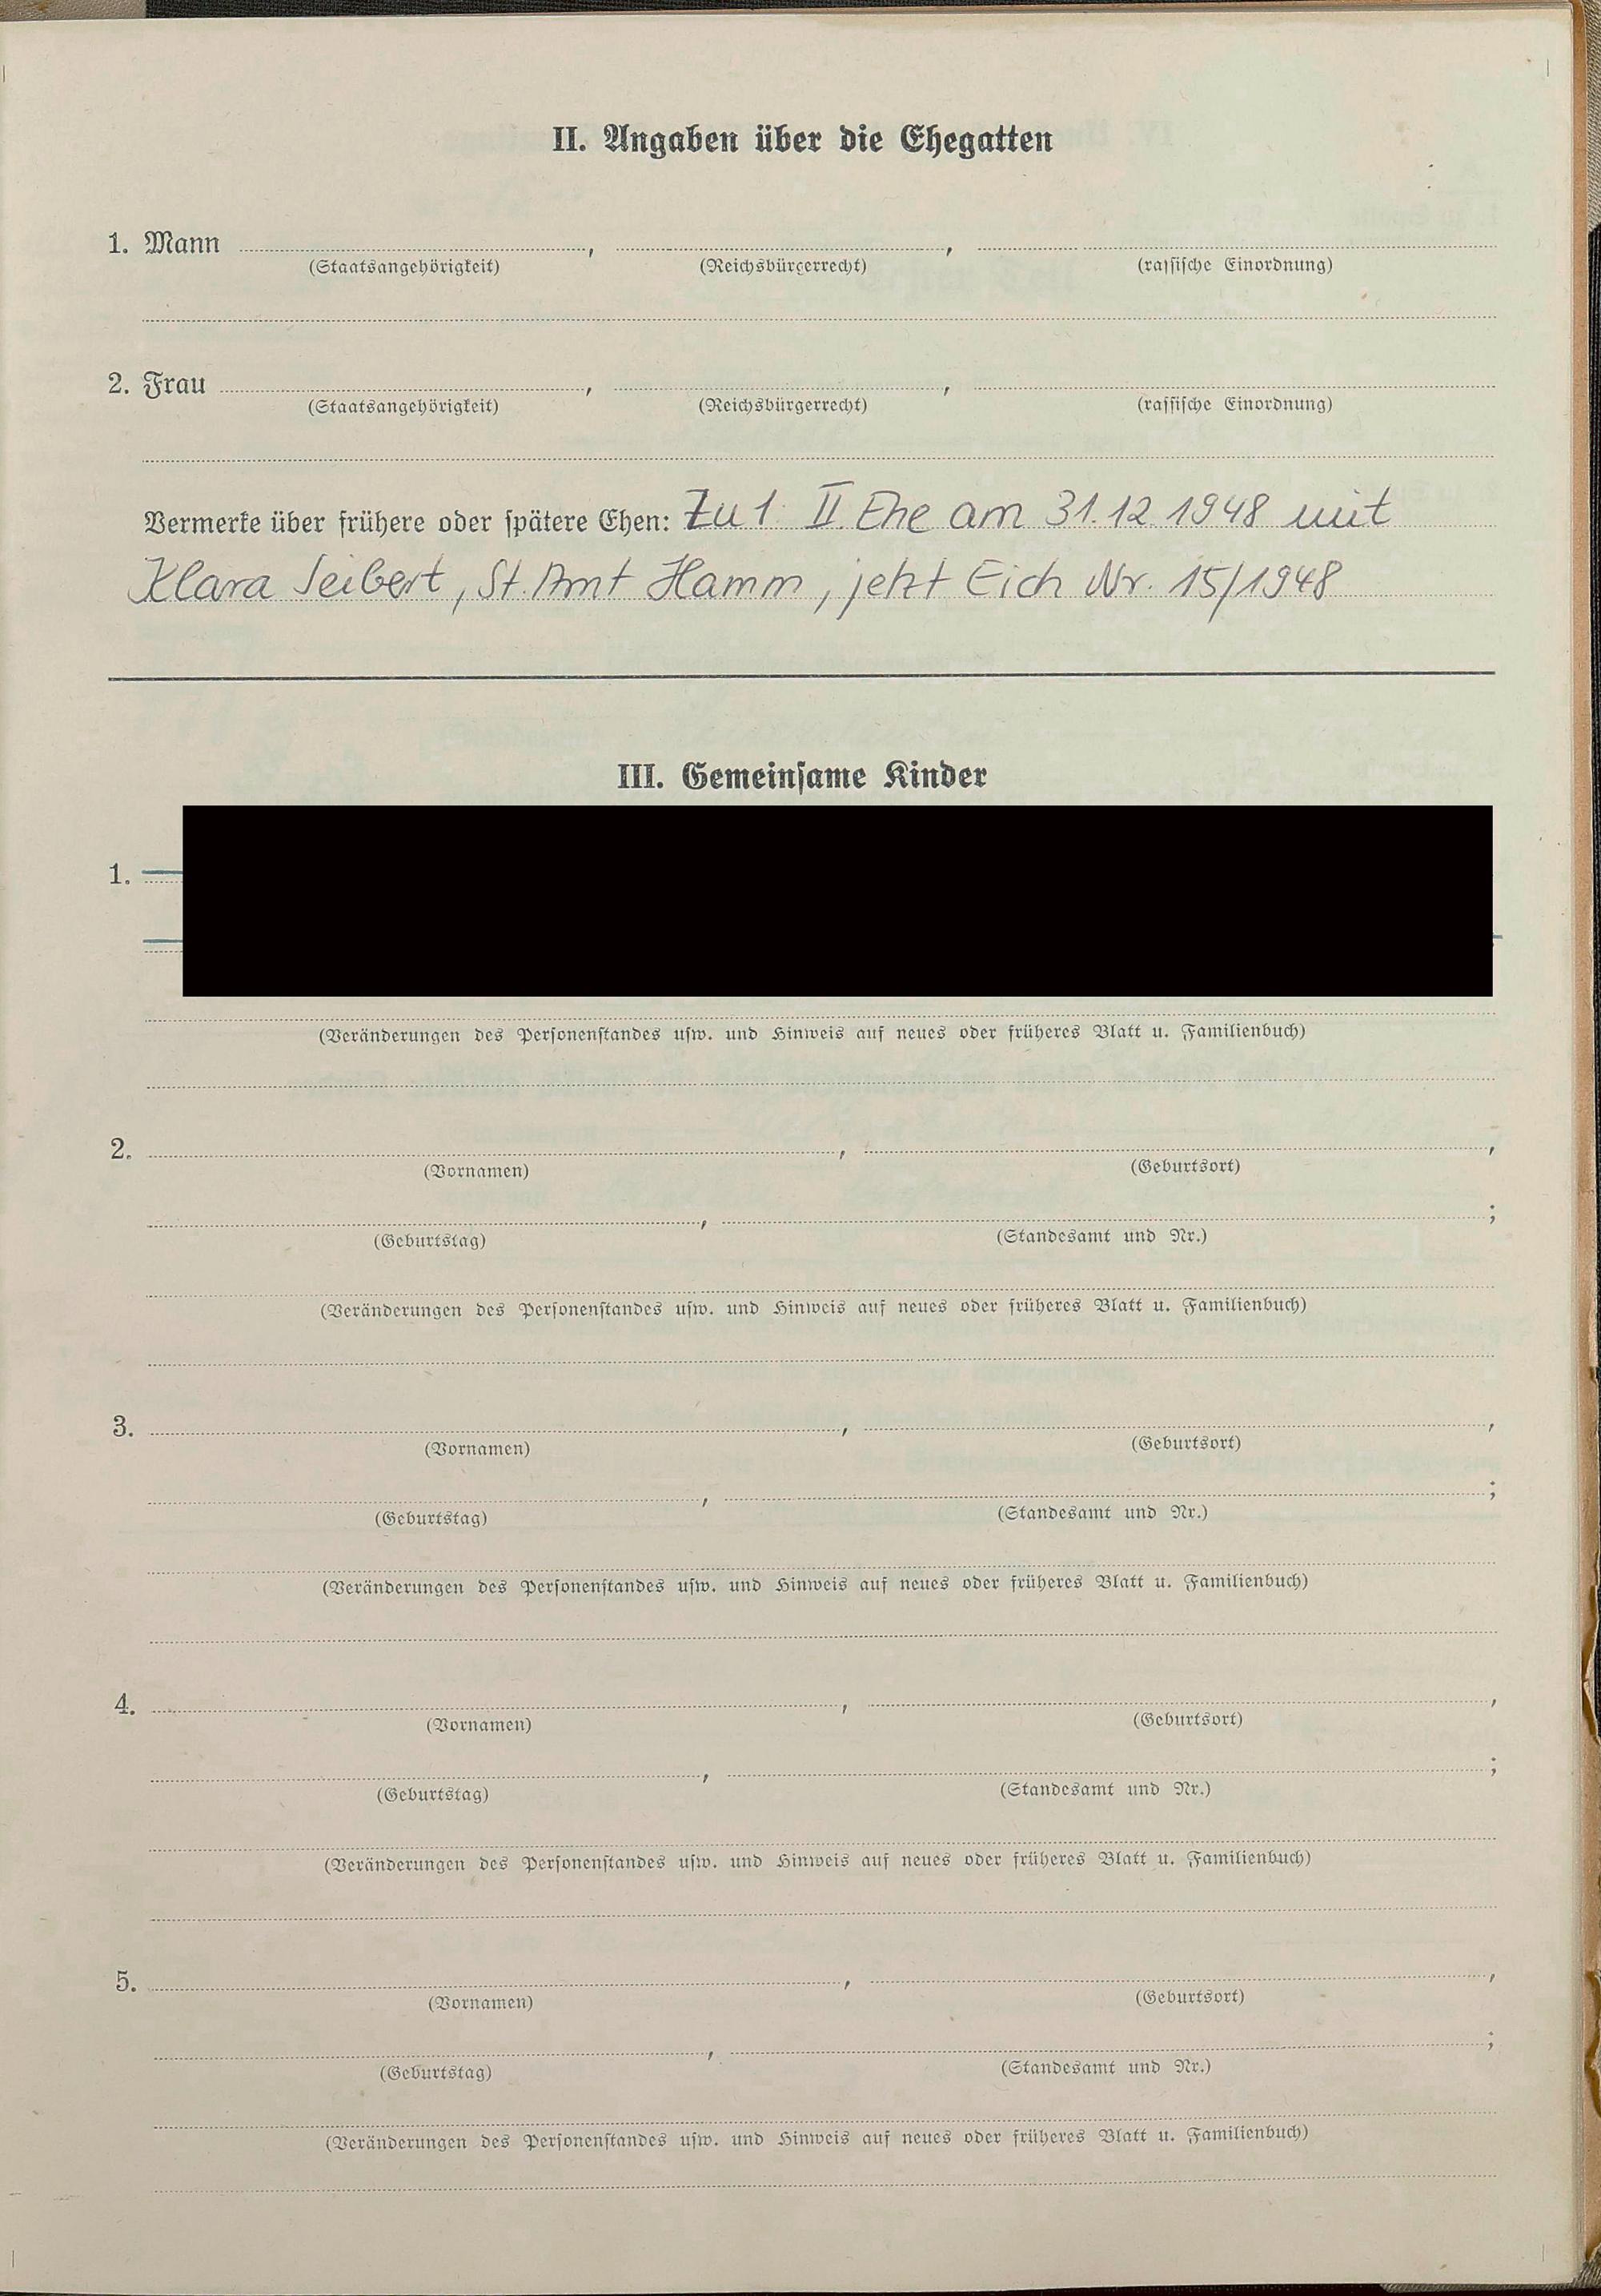 II. Angaben über die Ehegatten
1. Mann , ,
(Staatsangehörigkeit) (Reichsbürgerrecht) (rassische Einordnung)
2. Frau , ,
(Staatsangehörigkeit) (Reichsbürgerrecht) (rassische Einordnung)
Vermerke über frühere oder spätere Ehen: Zu 1 II. Ehe am 31.12.1948 mit
Klara Seibert, St. Amt Hamm, jetzt Eich Nr. 15/1948
III. Gemeinsame Kinder
1.
(Veränderungen des Personenstandes usw. und Hinweis auf neues oder früheres Blatt u. Familienbuch)
2. , ,
(Vornamen) (Geburtsort)
, ;
(Geburtstag) (Standesamt und Nr.)
(Veränderungen des Personenstandes usw. und Hinweis auf neues oder früheres Blatt u. Familienbuch)
3. , ,
(Vornamen) (Geburtsort)
, ;
(Geburtstag) (Standesamt und Nr.)
(Veränderungen des Personenstandes usw. und Hinweis auf neues oder früheres Blatt u. Familienbuch)
4. , ,
(Vornamen) (Geburtsort)
, ;
(Geburtstag) (Standesamt und Nr.)
(Veränderungen des Personenstandes usw. und Hinweis auf neues oder früheres Blatt u. Familienbuch)
5. , ,
(Vornamen) (Geburtsort)
, ;
(Geburtstag) (Standesamt und Nr.)
(Veränderungen des Personenstandes usw. und Hinweis auf neues oder früheres Blatt u. Familienbuch)